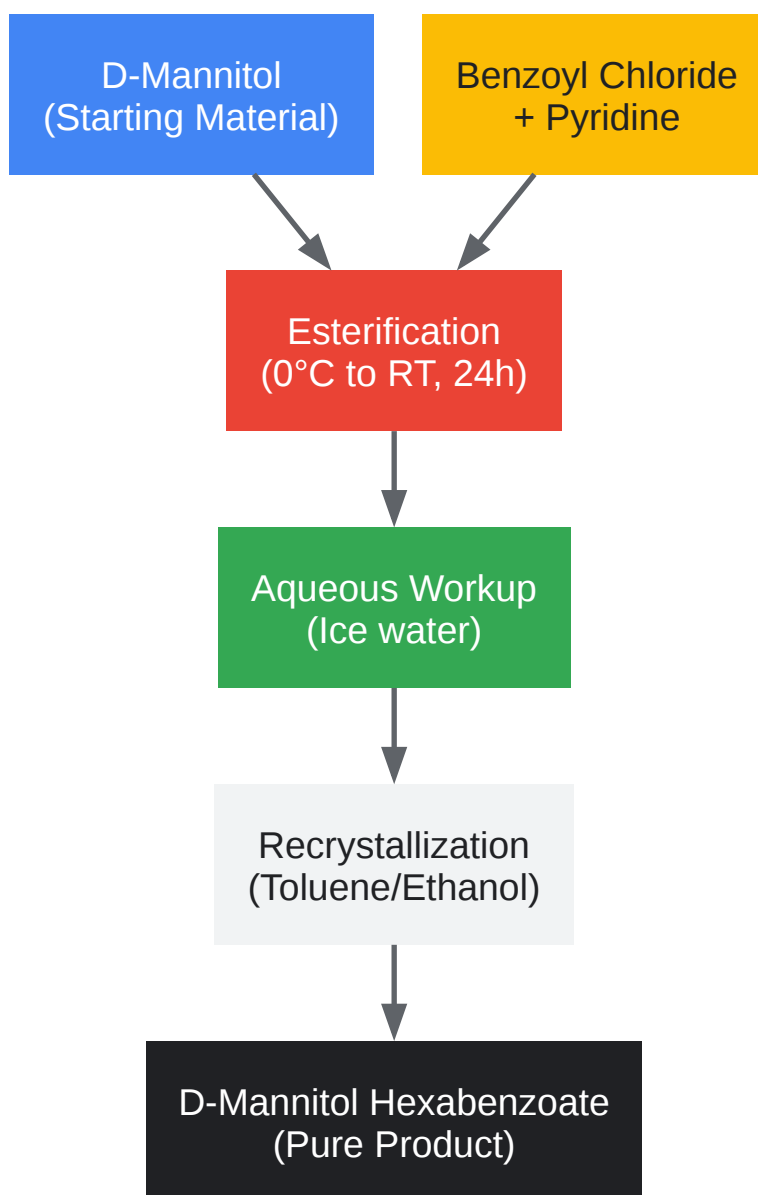 D-Mannitol
(Starting Material)
Benzoyl Chloride
+ Pyridine
Esterification
(0°C to RT, 24h)
Aqueous Workup
(Ice water)
Recrystallization
(Toluene/Ethanol)
D-Mannitol Hexabenzoate
(Pure Product)